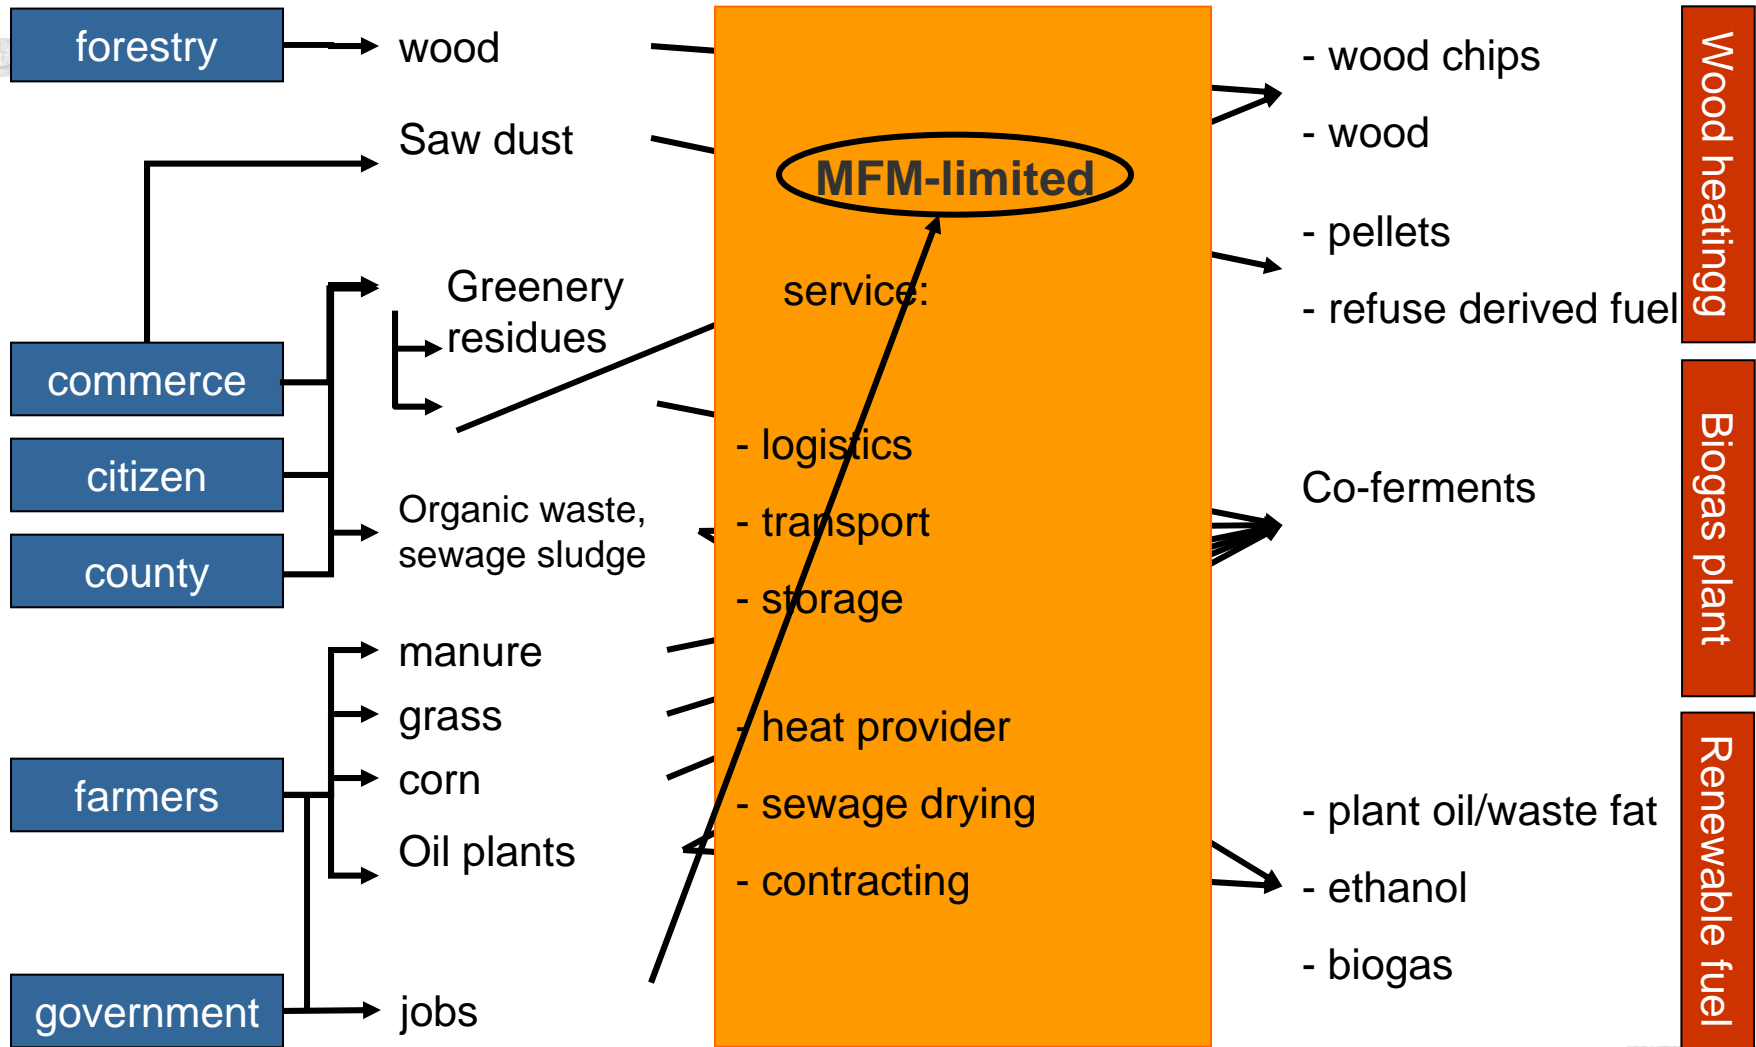 forestry
commerce
citizen
county
farmers
government
wood
Saw dust
Greenery
residues
Organic waste,
sewage sludge
manure
grass
corn
Oil plants
jobs
MFM-limited
service:
- logistics
- transport
- storage
- heat provider
- sewage drying
- contracting
- wood chips
- wood
- pellets
- refuse derived fuel
Co-ferments
- plant oil/waste fat
- ethanol
- biogas
Wood heatingg
Biogas plant
Renewable fuel